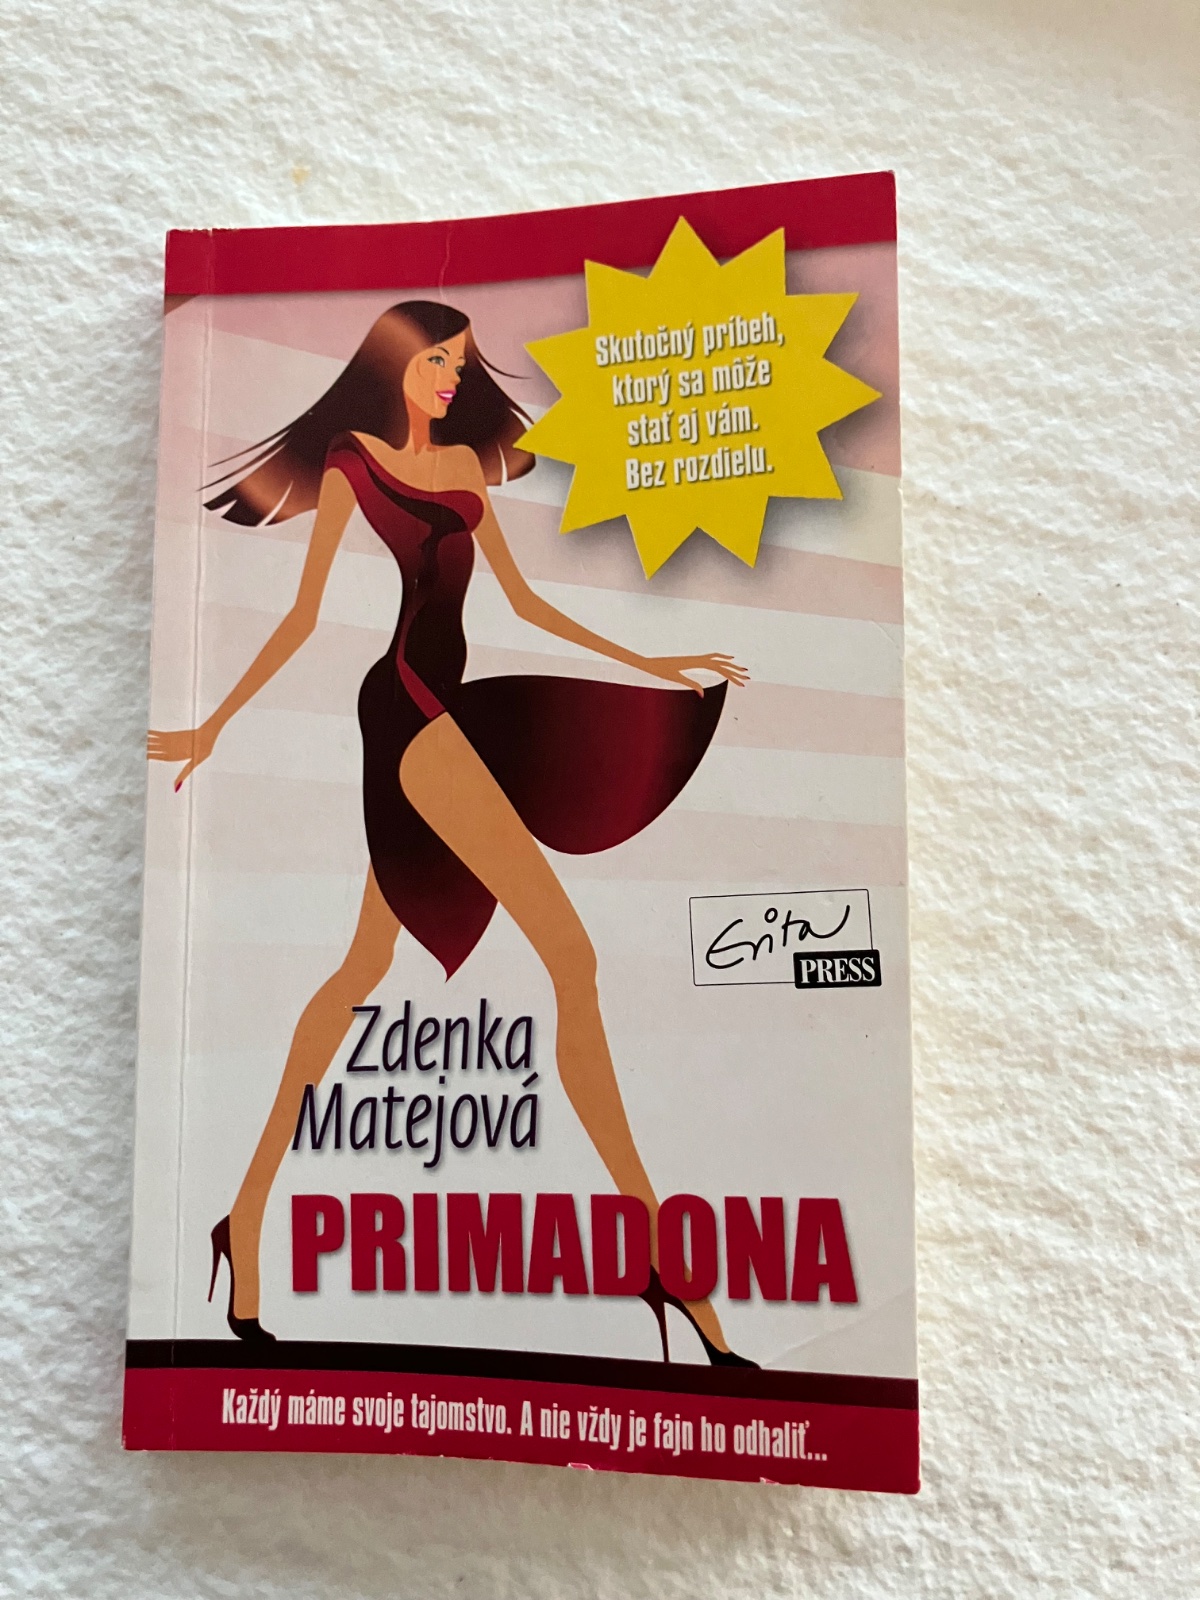 Skutočný príbeh,
ktorý sa môže
stať aj vám.
Bez rozdielu.
Evita
PRESS
Zdenka
Matejová
PRIMADONA
Každý máme svoje tajomstvo. A nie vždy je fajn ho odhaliť...